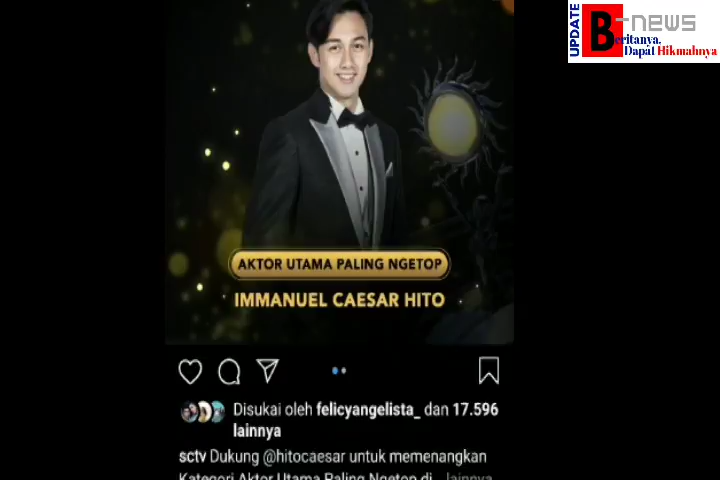 UPDATE
B-news
Beritanya.
Dapat Hikmahnya
AKTOR UTAMA PALING NGETOP
IMMANUEL CAESAR HITO
Disukai oleh felicyangelista_ dan 17.596
lainnya
sctv Dukung @hitocaesar untuk memenangkan
Kategori Aktor Utama Paling Ngetop di... lainnya